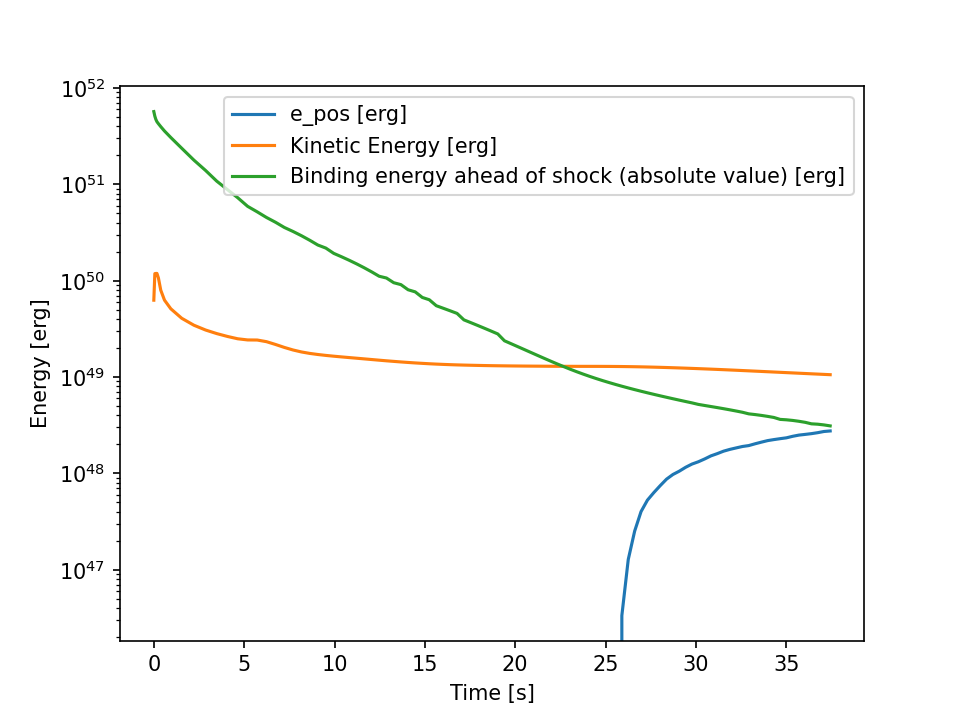 10^52
10^51
10^50
10^49
10^48
10^47
Energy [erg]
e_pos [erg]
Kinetic Energy [erg]
Binding energy ahead of shock (absolute value) [erg]
0 5 10 15 20 25 30 35
Time [s]